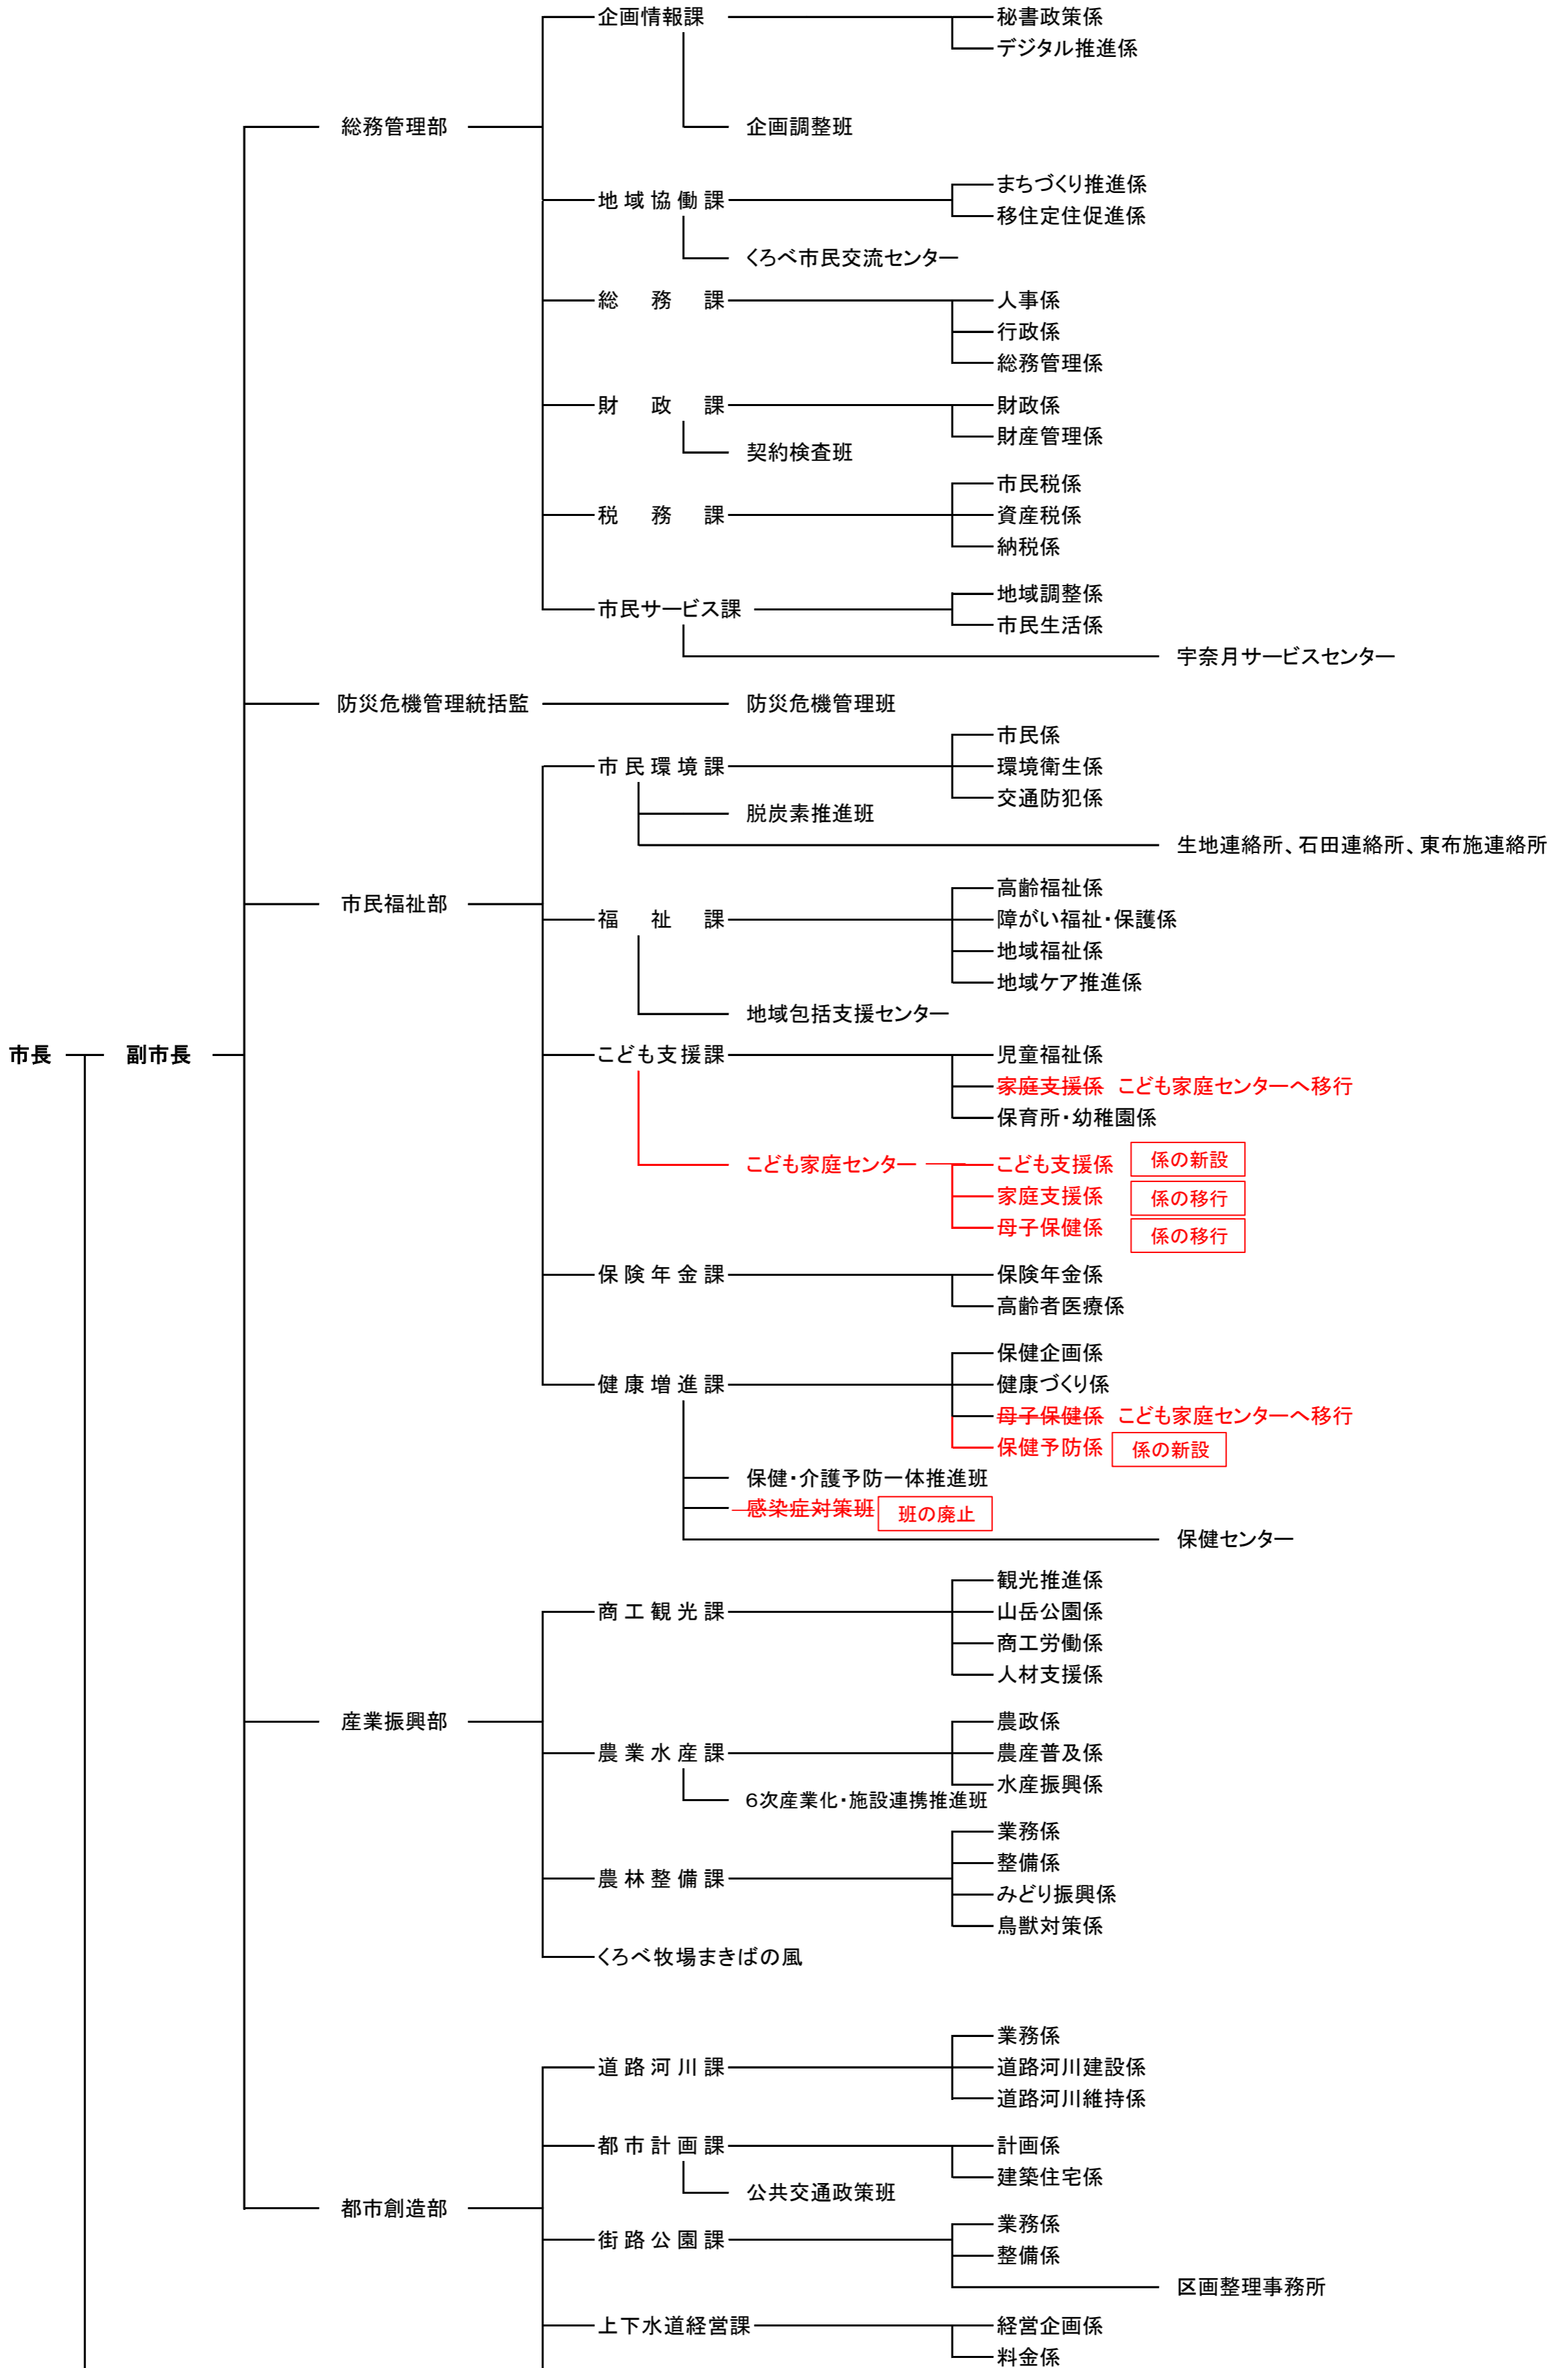 企画情報課 秘書政策係
デジタル推進係
総務管理部 企画調整班
まちづくり推進係
地域協働課
移住定住促進係
くろべ市民交流センター
総務課 人事係
行政係
総務管理係
財政課 財政係
財産管理係
契約検査班
市民税係
税務課 資産税係
納税係
地域調整係
市民サービス課
市民生活係
宇奈月サービスセンター
防災危機管理統括監 防災危機管理班
市民係
市民環境課 環境衛生係
交通防犯係
脱炭素推進班
生地連絡所、石田連絡所、東布施連絡所
高齢福祉係
市民福祉部
福祉課 障がい福祉・保護係
地域福祉係
地域ケア推進係
地域包括支援センター
市長 副市長 こども支援課 児童福祉係
家庭支援係 こども家庭センターへ移行
保育所・幼稚園係
こども家庭センター こども支援係 係の新設
家庭支援係 係の移行
母子保健係 係の移行
保険年金課 保険年金係
高齢者医療係
保健企画係
健康増進課 健康づくり係
母子保健係 こども家庭センターへ移行
保健予防係 係の新設
保健・介護予防一体推進班
感染症対策班 班の廃止
保健センター
観光推進係
商工観光課 山岳公園係
商工労働係
人材支援係
産業振興部 農政係
農業水産課 農産普及係
水産振興係
6次産業化・施設連携推進班
業務係
整備係
農林整備課
みどり振興係
鳥獣対策係
くろべ牧場まきばの風
業務係
道路河川課 道路河川建設係
道路河川維持係
都市計画課 計画係
建築住宅係
公共交通政策班
都市創造部
業務係
街路公園課
整備係
区画整理事務所
上下水道経営課 経営企画係
料金係